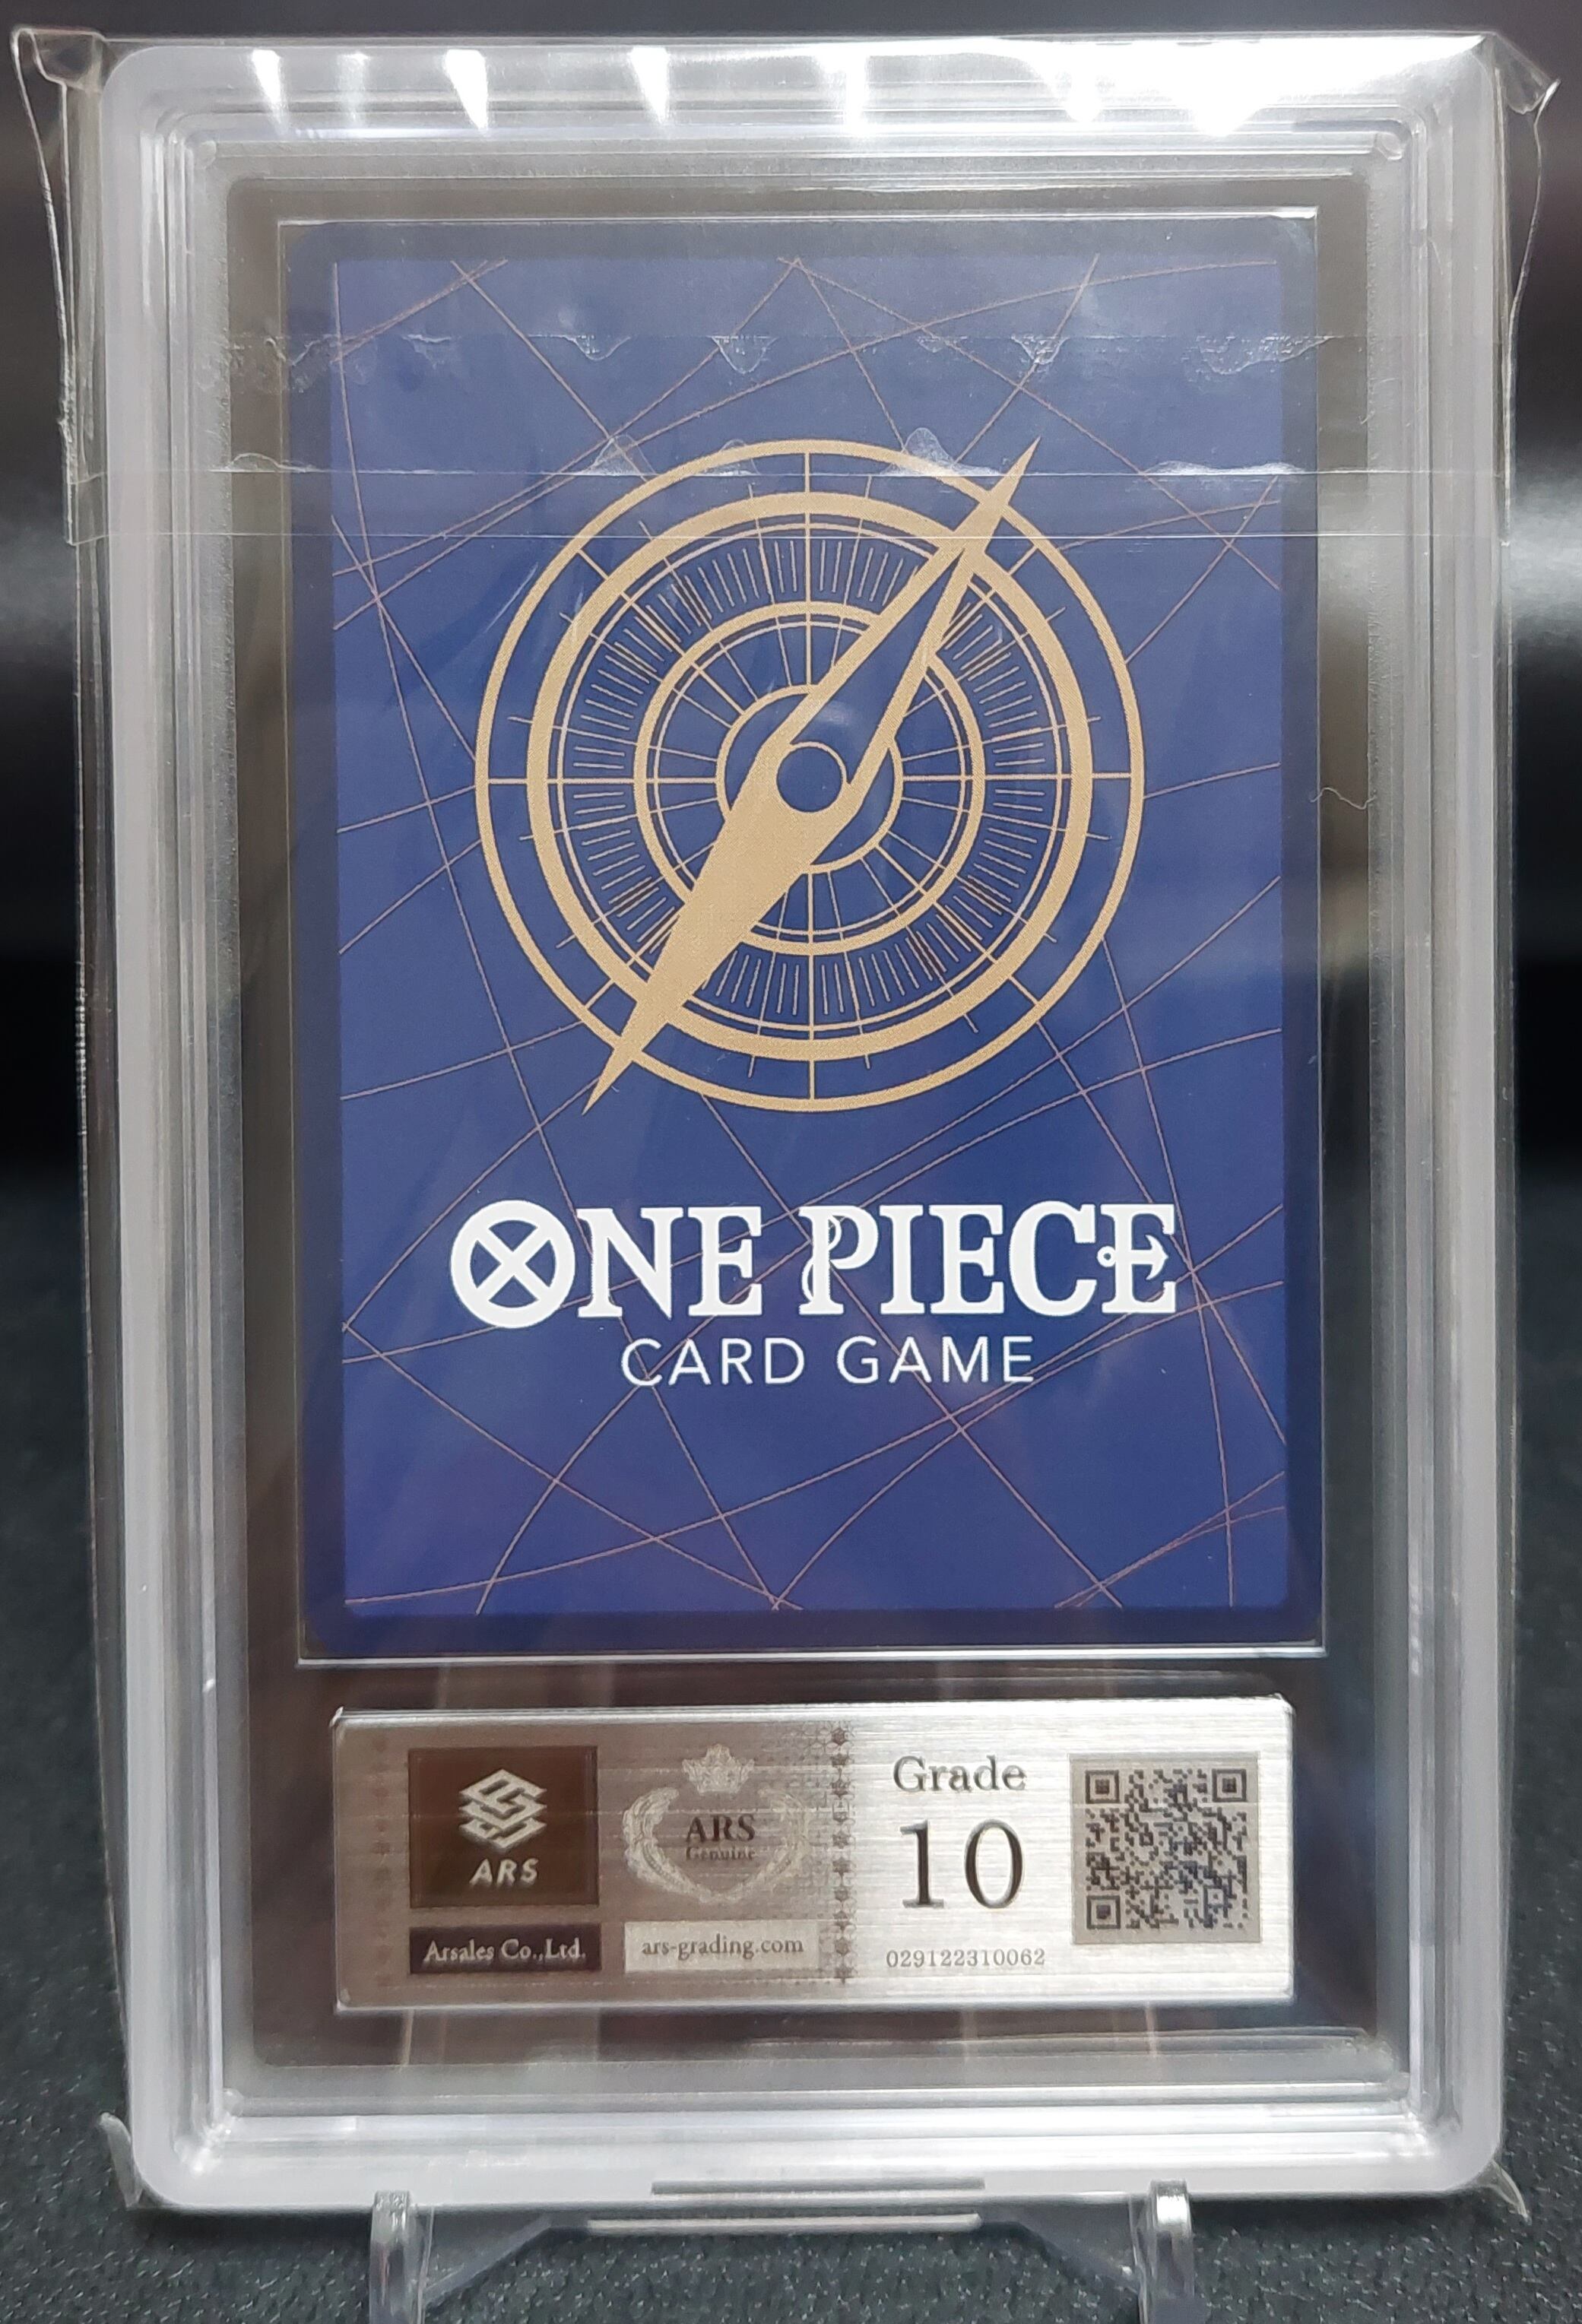 ONE PIECE
CARD GAME
ARS
Arsales Co.,Ltd.
ARS
Genuine
ars-grading.com
Grade
10
029122310062